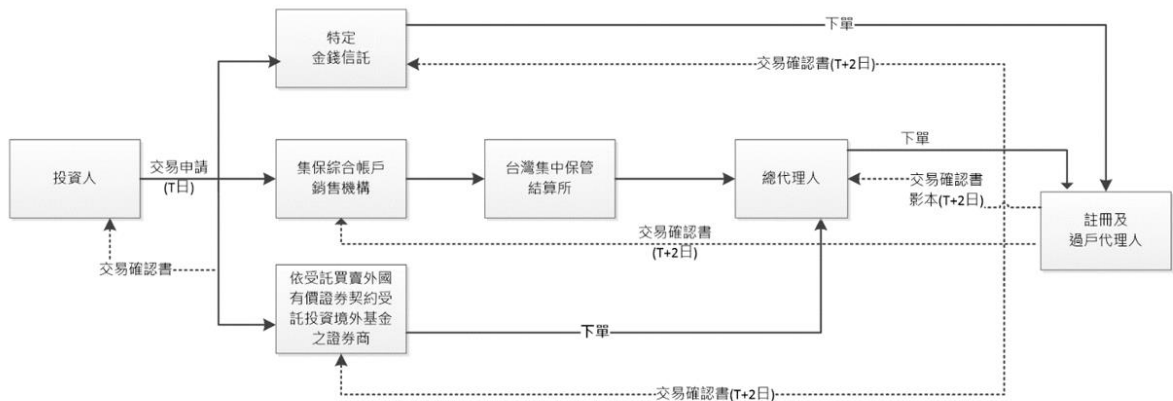 下單
特定
金錢信託
交易確認書(T+2日)
下單
投資人
交易申請
(T日)
集保綜合帳戶
銷售機構
台灣集中保管
結算所
總代理人
交易確認書
影本(T+2日)
註冊及
過戶代理人
交易確認書
(T+2日)
交易確認書
依受託買賣外國
有價證券契約受
託投資境外基金
之證券商
下單
交易確認書(T+2日)